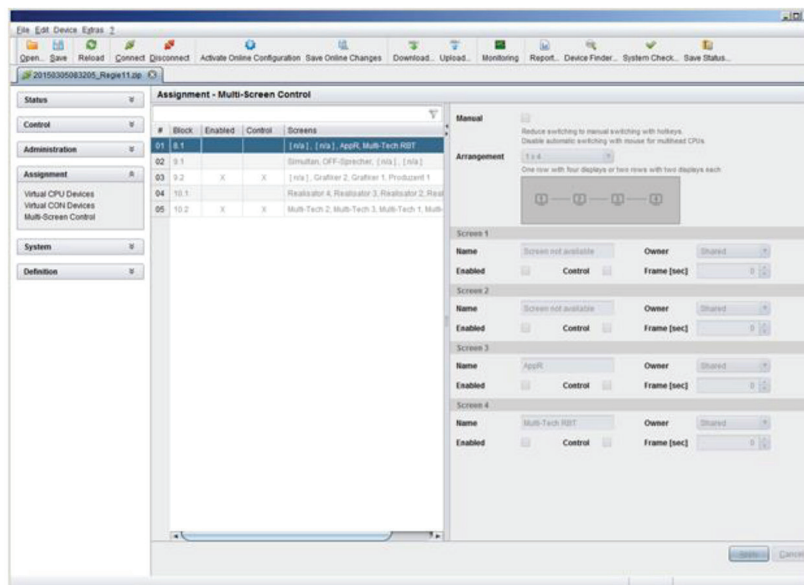 File Edit Device Extras ?
Open... Save Reload Connect Disconnect Activate Online Configuration Save Online Changes Download... Upload... Monitoring Report... Device Finder... System Check... Save Status...
20150305083205_Regie11.zip
Status
Control
Administration
Assignment
Virtual CPU Devices
Virtual CON Devices
Multi-Screen Control
System
Definition
Assignment - Multi-Screen Control
# Block Enabled Control Screens
01 8.1 [n/a], [n/a], AppR, Multi-Tech RBT
02 9.1 Simultan, OFF-Sprecher, [n/a], [n/a]
03 9.2 X X [n/a], Grafiker 2, Grafiker 1, Produzent 1
04 10.1 Realisator 4, Realisator 3, Realisator 2, Real
05 10.2 X X Multi-Tech 2, Multi-Tech 3, Multi-Tech 1, Multi-
Manual
Reduce switching to manual switching with hotkeys.
Disable automatic switching with mouse for multihead CPUs.
Arrangement 1 x 4
One row with four displays or two rows with two displays each
1 2 3 4
Screen 1
Name Screen not available Owner Shared
Enabled Control Frame [sec] 0
Screen 2
Name Screen not available Owner Shared
Enabled Control Frame [sec] 0
Screen 3
Name AppR Owner Shared
Enabled Control Frame [sec] 0
Screen 4
Name Multi-Tech RBT Owner Shared
Enabled Control Frame [sec] 0
Apply Cancel